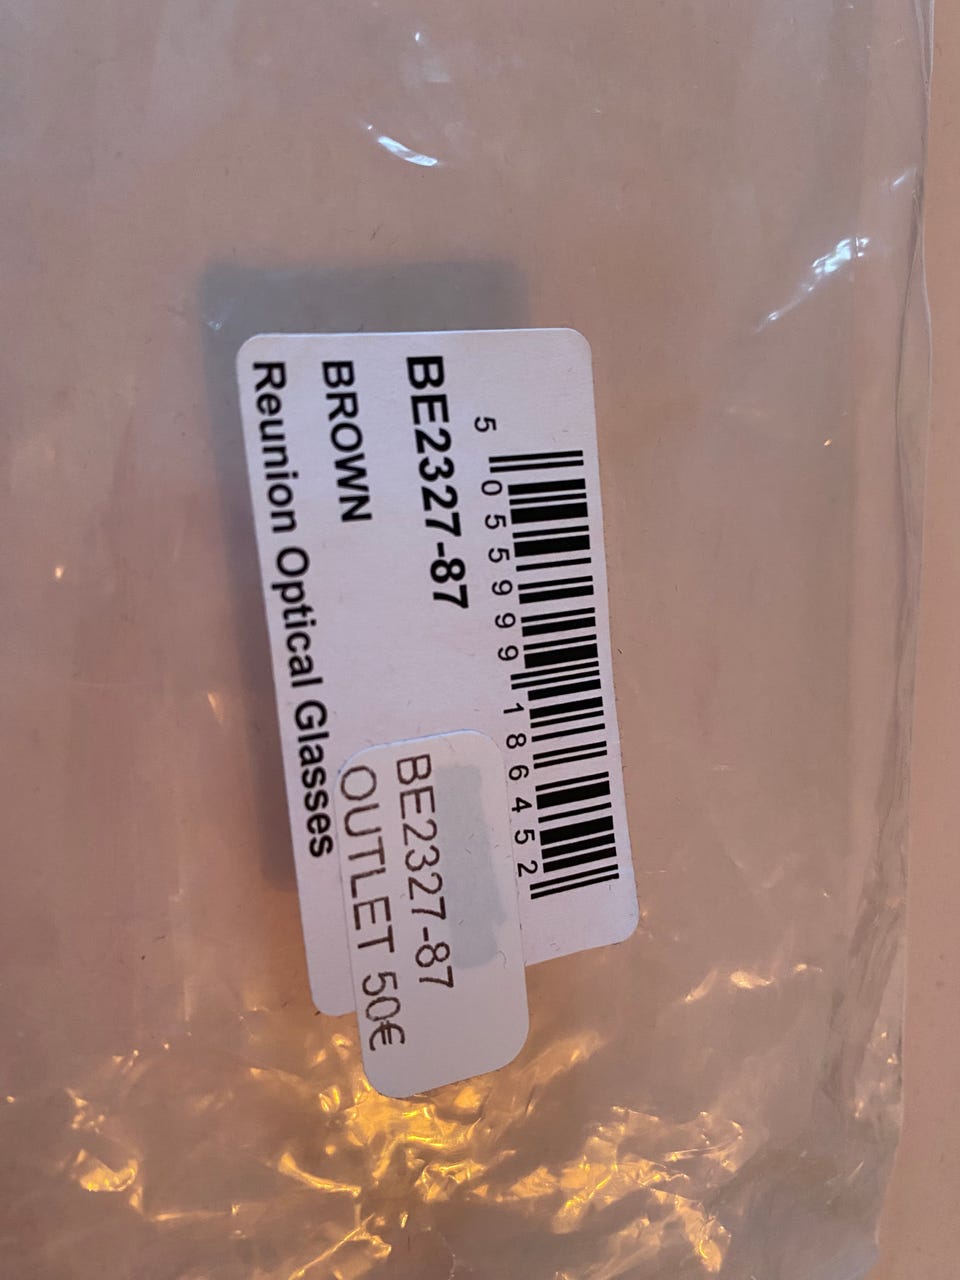 5 055999 186452
BE2327-87
BROWN
Reunion Optical Glasses
BE2327-87
OUTLET 50€